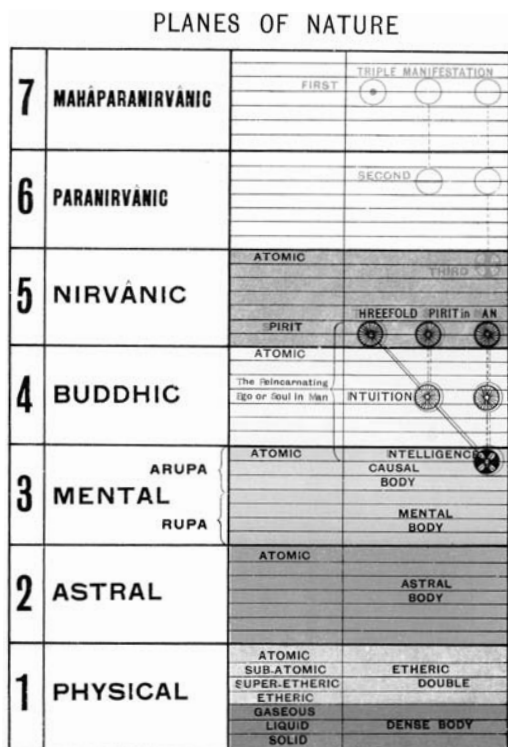 PLANES OF NATURE
7 MAHÂPARANIRVÂNIC
FIRST
TRIPLE MANIFESTATION
6 PARANIRVÂNIC
SECOND
5 NIRVÂNIC
ATOMIC
THIRD
SPIRIT
HREEFOLD SPIRIT in AN
4 BUDDHIC
ATOMIC
The Reincarnating
Ego or Soul in Man
INTUITION
3 MENTAL
ARUPA
RUPA
ATOMIC
INTELLIGENCE
CAUSAL
BODY
MENTAL
BODY
2 ASTRAL
ATOMIC
ASTRAL
BODY
1 PHYSICAL
ATOMIC
SUB-ATOMIC
SUPER-ETHERIC
ETHERIC
GASEOUS
LIQUID
SOLID
ETHERIC
DOUBLE
DENSE BODY